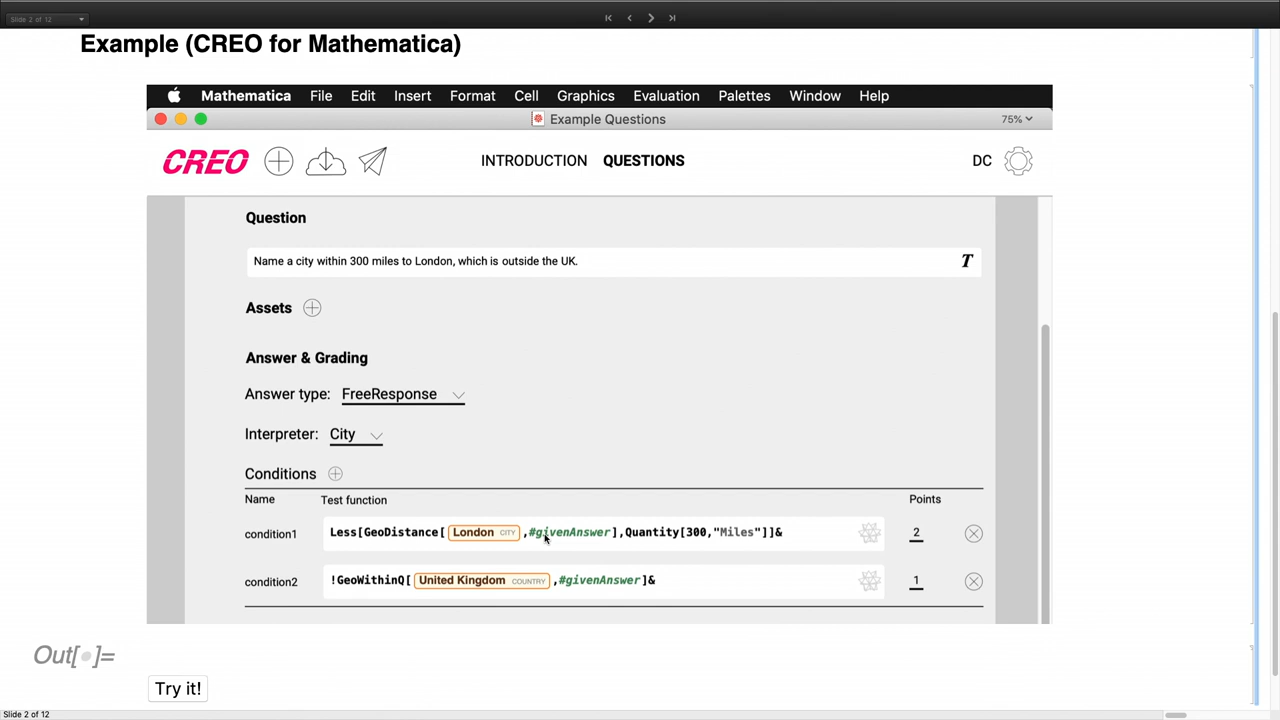 Slide 2 of 12
Example (CREO for Mathematica)
Mathematica File Edit Insert Format Cell Graphics Evaluation Palettes Window Help
Example Questions
75%
CREO INTRODUCTION QUESTIONS DC
Question
Name a city within 300 miles to London, which is outside the UK.
T
Assets
Answer & Grading
Answer type: FreeResponse
Interpreter: City
Conditions
Name Test function Points
condition1 Less[GeoDistance[ London CITY ,#givenAnswer],Quantity[300,"Miles"]]& 2
condition2 !GeoWithinQ[ United Kingdom COUNTRY ,#givenAnswer]& 1
Out[•]=
Try it!
Slide 2 of 12